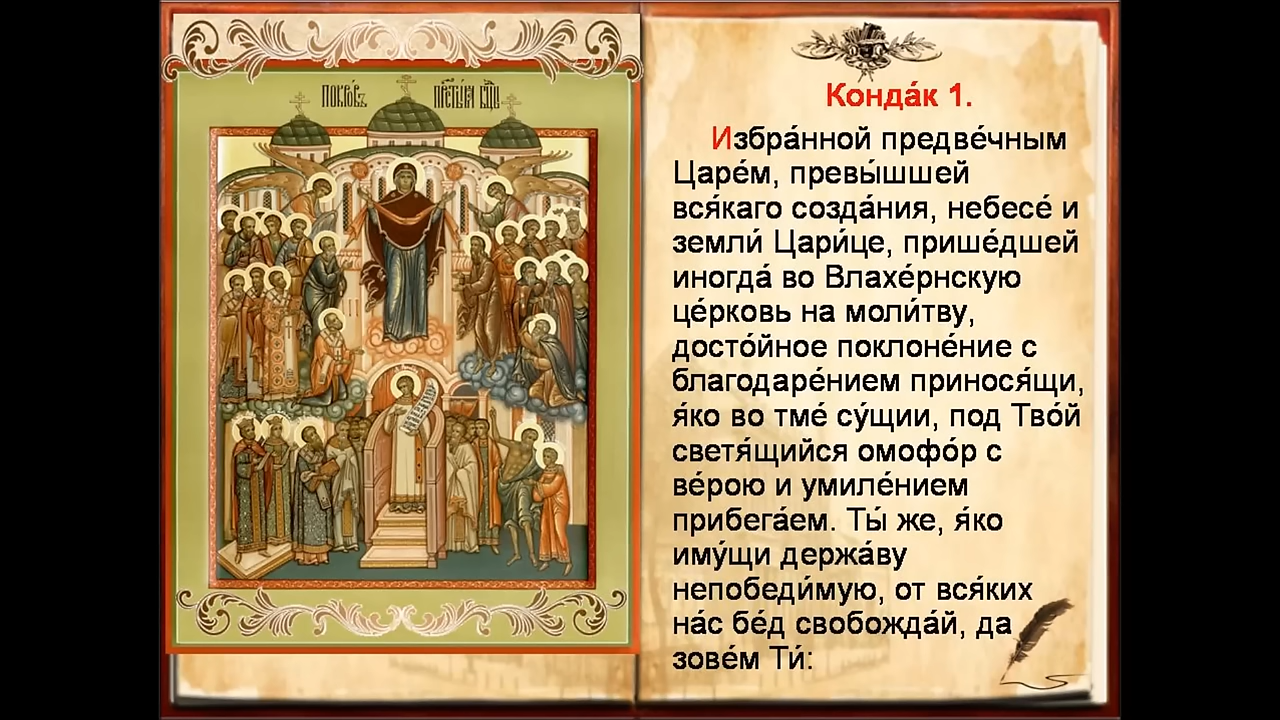 ПОКРОВЪ ПРЕСТЫѦ БЦЫ
Конда́к 1.
Избра́нной предве́чным
Царе́м, превы́шшей
вся́каго созда́ния, небесе́ и
земли́ Цари́це, прише́дшей
иногда́ во Влахе́рнскую
це́рковь на моли́тву,
досто́йное поклоне́ние с
благодаре́нием принося́щи,
я́ко во тме́ су́щии, под Тво́й
светя́щийся омофо́р с
ве́рою и умиле́нием
прибега́ем. Ты́ же, я́ко
иму́щи держа́ву
непобеди́мую, от вся́ких
на́с бе́д свобожда́й, да
зове́м Ти́: